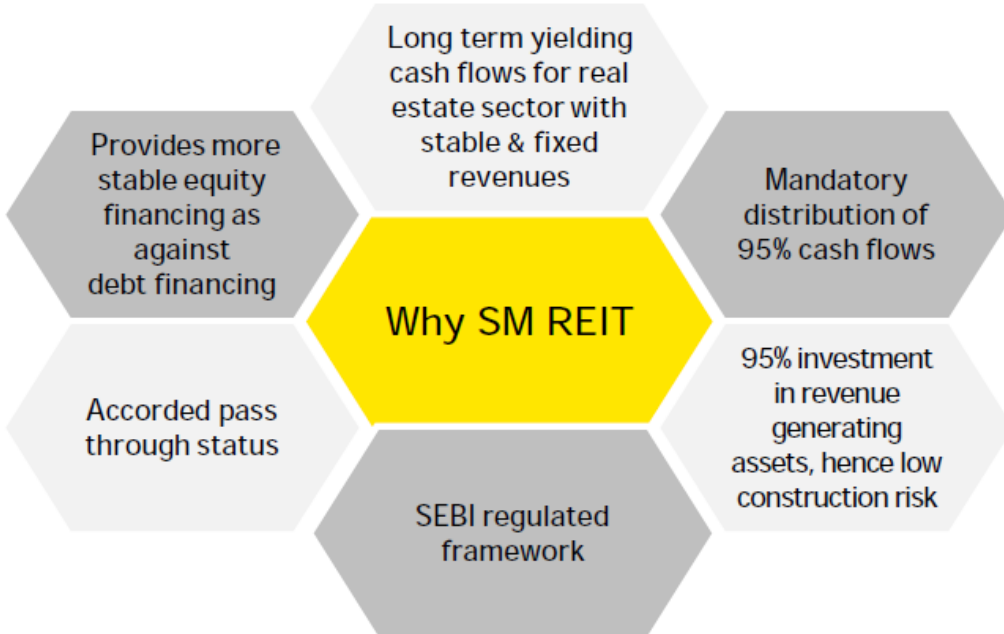 Long term yielding
cash flows for real
estate sector with
stable & fixed
revenues
Provides more
stable equity
financing as
against
debt financing
Mandatory
distribution of
95% cash flows
Why SM REIT
Accorded pass
through status
95% investment
in revenue
generating
assets, hence low
construction risk
SEBI regulated
framework